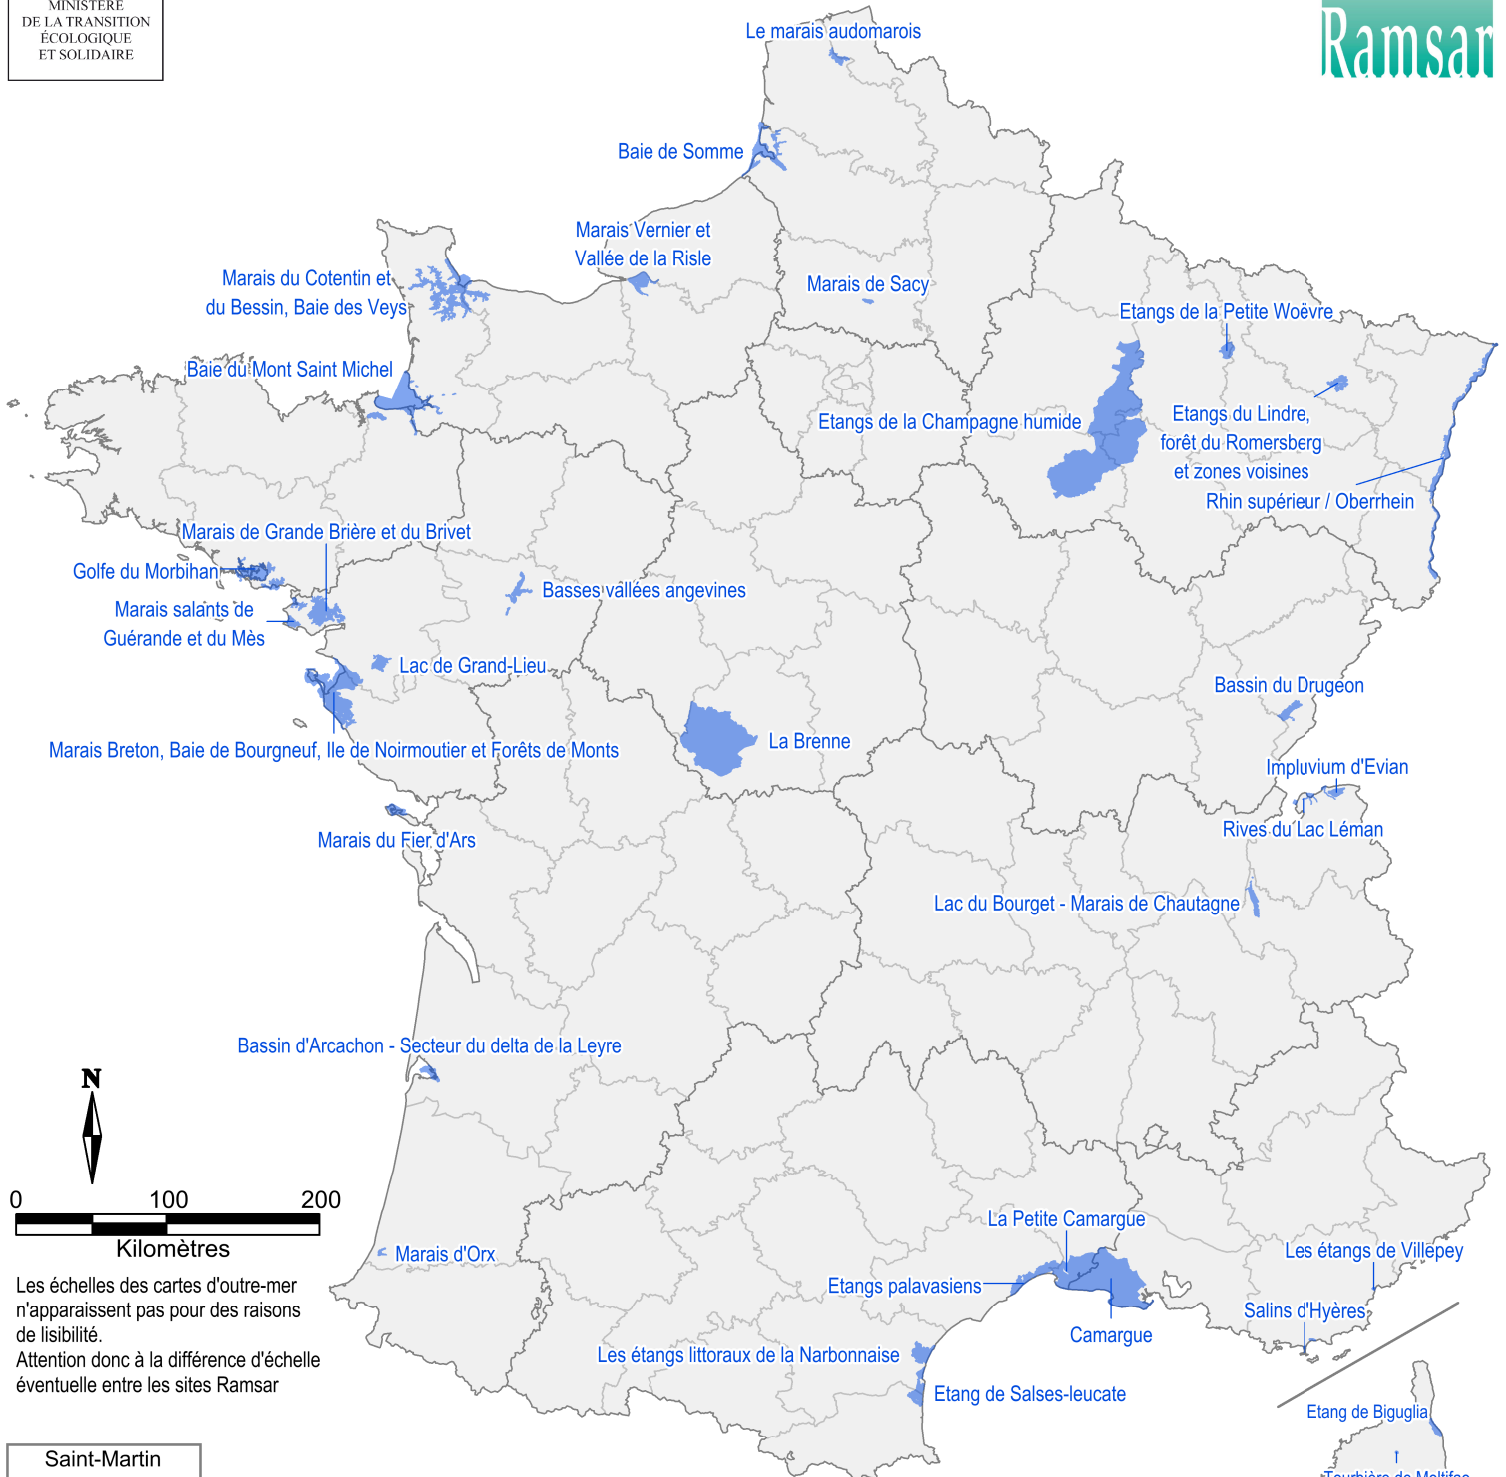 MINISTÈRE
DE LA TRANSITION
ÉCOLOGIQUE
ET SOLIDAIRE
Ramsar
Le marais audomarois
Baie de Somme
Marais Vernier et
Vallée de la Risle
Marais du Cotentin et
du Bessin, Baie des Veys
Marais de Sacy
Etangs de la Petite Woëvre
Baie du Mont Saint Michel
Etangs de la Champagne humide
Etangs du Lindre,
forêt du Romersberg
et zones voisines
Rhin supérieur / Oberrhein
Marais de Grande Brière et du Brivet
Golfe du Morbihan
Basses vallées angevines
Marais salants de
Guérande et du Mès
Lac de Grand-Lieu
Bassin du Drugeon
Marais Breton, Baie de Bourgneuf, Ile de Noirmoutier et Forêts de Monts
La Brenne
Impluvium d'Evian
Marais du Fier d'Ars
Rives du Lac Léman
Lac du Bourget - Marais de Chautagne
Bassin d'Arcachon - Secteur du delta de la Leyre
N
0 100 200
Kilomètres
Les échelles des cartes d'outre-mer
n'apparaissent pas pour des raisons
de lisibilité.
Attention donc à la différence d'échelle
éventuelle entre les sites Ramsar
Marais d'Orx
La Petite Camargue
Les étangs de Villepey
Etangs palavasiens
Salins d'Hyères
Camargue
Les étangs littoraux de la Narbonnaise
Etang de Salses-leucate
Etang de Biguglia
Saint-Martin
Tourbière de Moltifao